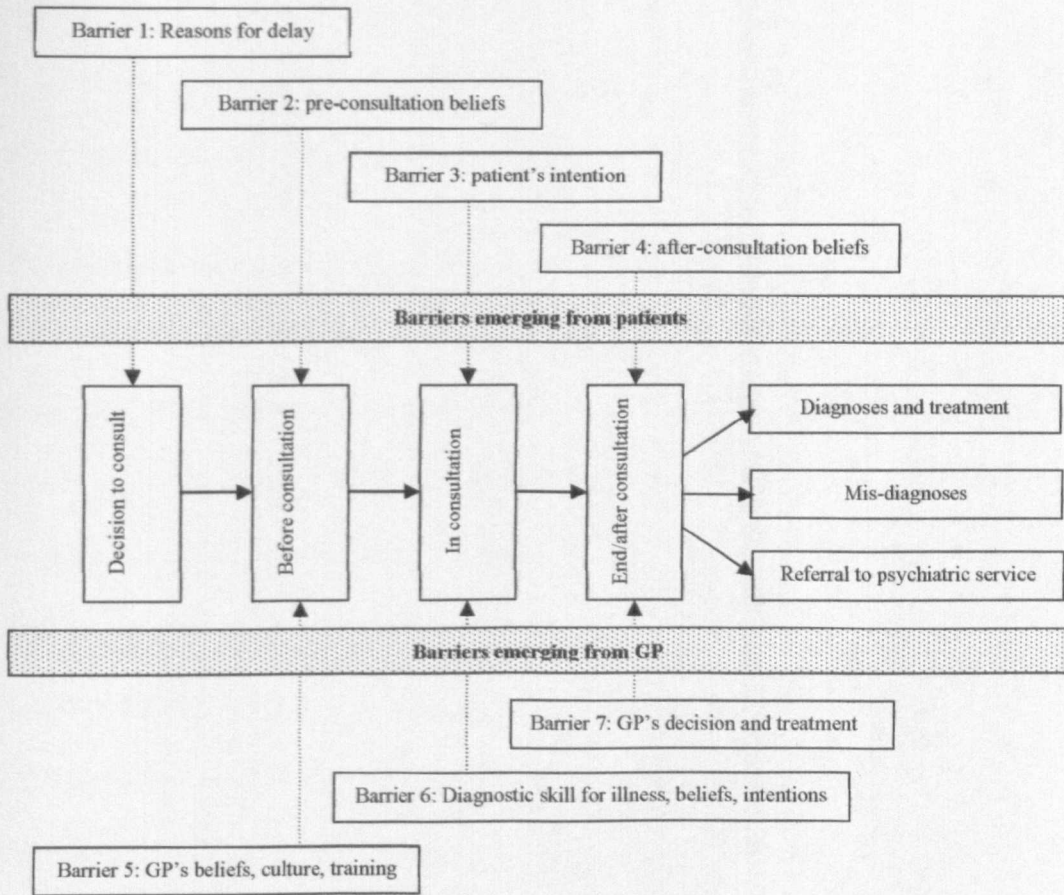 Barrier 1: Reasons for delay
Barrier 2: pre-consultation beliefs
Barrier 3: patient's intention
Barrier 4: after-consultation beliefs
Barriers emerging from patients
Decision to consult
Before consultation
In consultation
End/after consultation
Diagnoses and treatment
Mis-diagnoses
Referral to psychiatric service
Barriers emerging from GP
Barrier 7: GP's decision and treatment
Barrier 6: Diagnostic skill for illness, beliefs, intentions
Barrier 5: GP's beliefs, culture, training